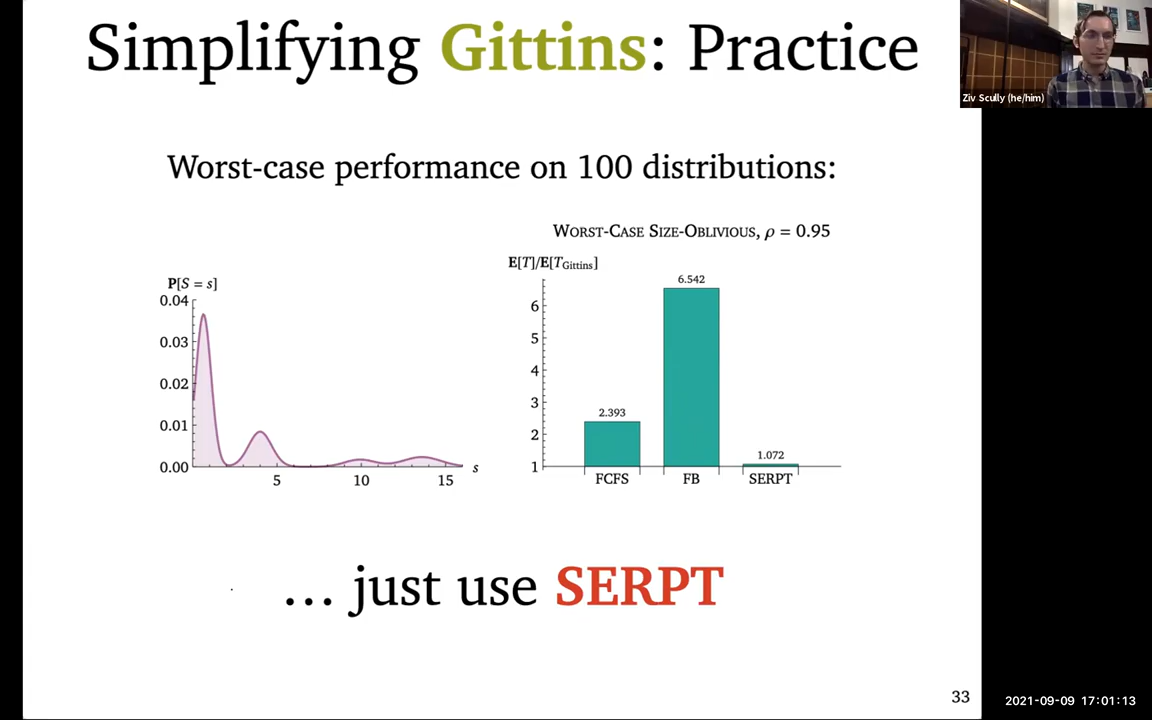 Simplifying Gittins: Practice
Ziv Scully (he/him)
Worst-case performance on 100 distributions:
WORST-CASE SIZE-OBLIVIOUS, ρ = 0.95
P[S = s]
0.04
0.03
0.02
0.01
0.00
5
10
15
s
E[T]/E[TGittins]
6
5
4
3
2
1
2.393
6.542
1.072
FCFS
FB
SERPT
... just use SERPT
33
2021-09-09 17:01:13